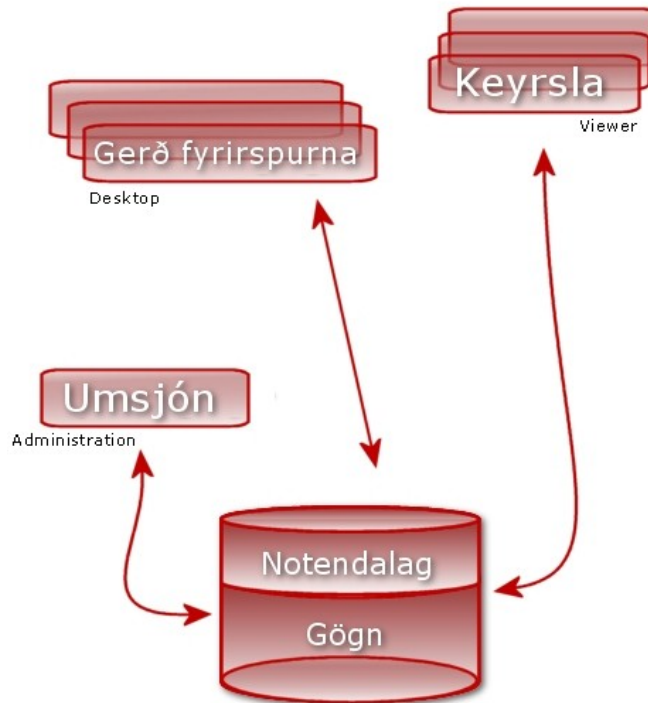 Keyrsla
Viewer
Gerð fyrirspurna
Desktop
Umsjón
Administration
Notendalag
Gögn